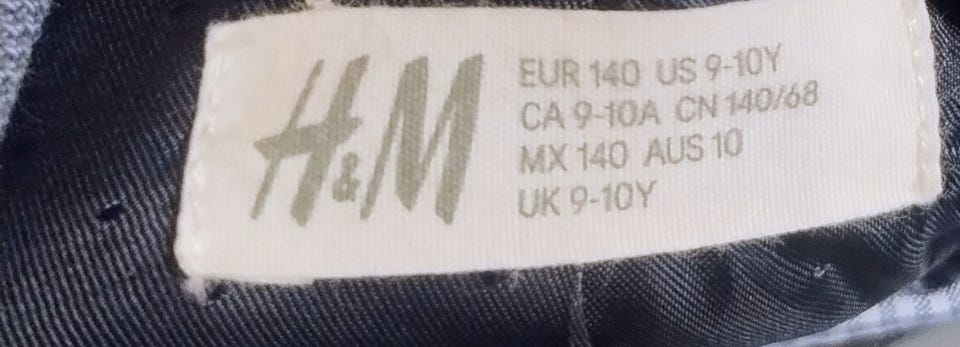 H&M
EUR 140 US 9-10Y
CA 9-10A CN 140/68
MX 140 AUS 10
UK 9-10Y